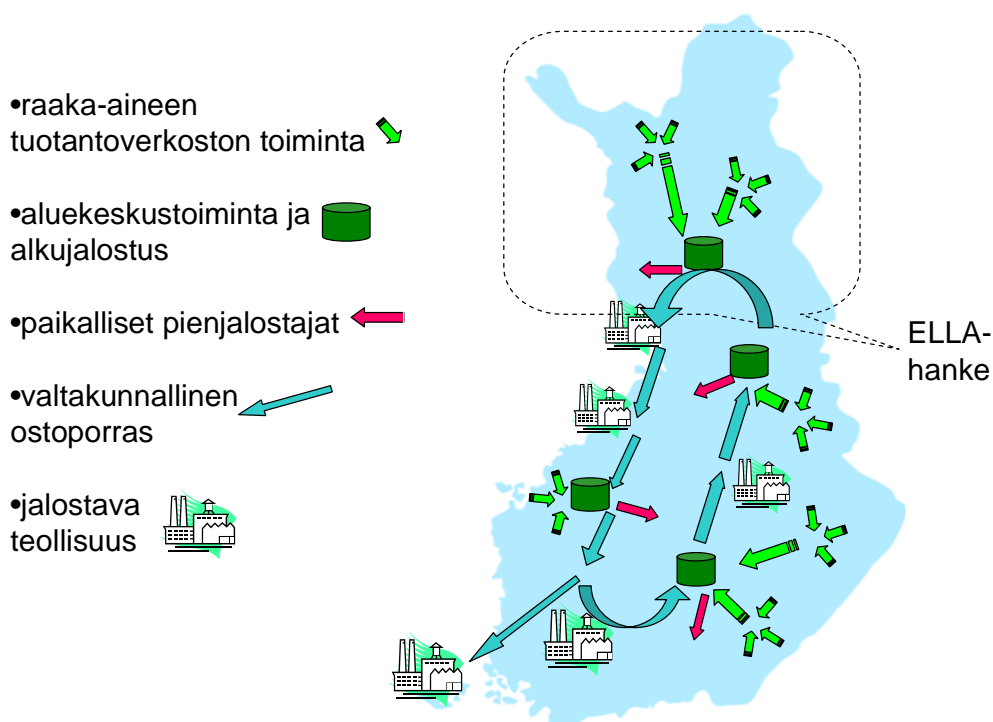 •raaka-aineen
tuotantoverkoston toiminta
•aluekeskustoiminta ja
alkujalostus
•paikalliset pienjalostajat
•valtakunnallinen
ostoporras
•jalostava
teollisuus
ELLA-
hanke